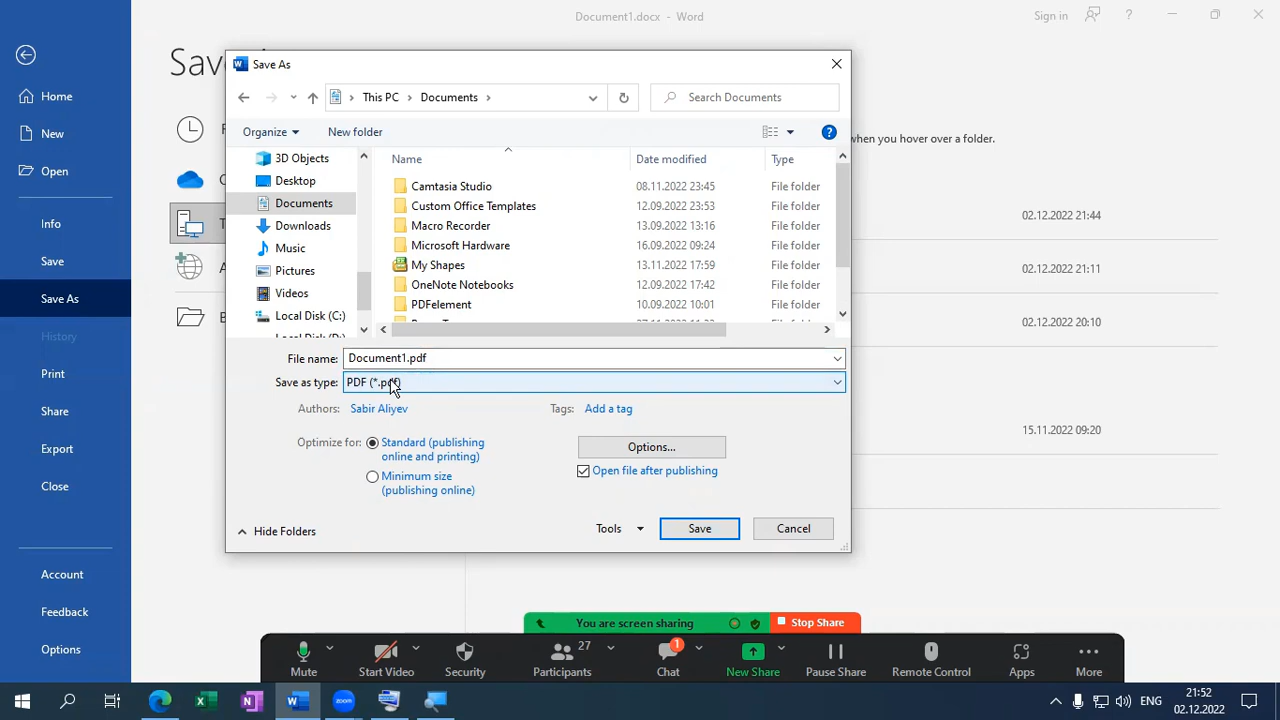 Document1.docx - Word
Sign in
?
Sav
Home
New
Open
Info
Save
Save As
History
Print
Share
Export
Close
Account
Feedback
Options
Save As
This PC > Documents >
Search Documents
Organize
New folder
?
when you hover over a folder.
3D Objects
Desktop
Documents
Downloads
Music
Pictures
Videos
Local Disk (C:)
Name
Date modified
Type
Camtasia Studio
08.11.2022 23:45
File folder
Custom Office Templates
12.09.2022 23:53
File folder
Macro Recorder
13.09.2022 13:16
File folder
Microsoft Hardware
16.09.2022 09:24
File folder
My Shapes
13.11.2022 17:59
File folder
OneNote Notebooks
12.09.2022 17:42
File folder
PDFelement
10.09.2022 10:01
File folder
02.12.2022 21:44
02.12.2022 21:11
02.12.2022 20:10
15.11.2022 09:20
File name: Document1.pdf
Save as type: PDF (*.pdf)
Authors: Sabir Aliyev
Tags: Add a tag
Optimize for:
Standard (publishing
online and printing)
Minimum size
(publishing online)
Options...
Open file after publishing
Hide Folders
Tools
Save
Cancel
You are screen sharing
Stop Share
27
1
Mute
Start Video
Security
Participants
Chat
New Share
Pause Share
Remote Control
Apps
More
ENG
21:52
02.12.2022